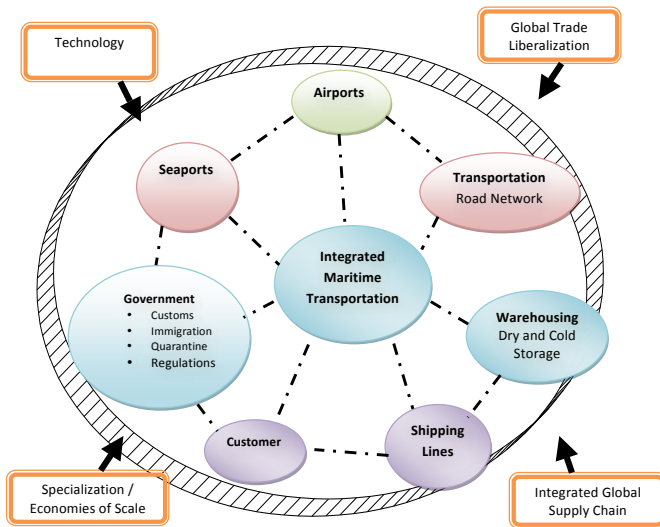 Technology
Global Trade
Liberalization
Airports
Seaports
Transportation
Road Network
Integrated
Maritime
Transportation
Government
• Customs
• Immigration
• Quarantine
• Regulations
Warehousing
Dry and Cold
Storage
Customer
Shipping
Lines
Specialization /
Economies of Scale
Integrated Global
Supply Chain